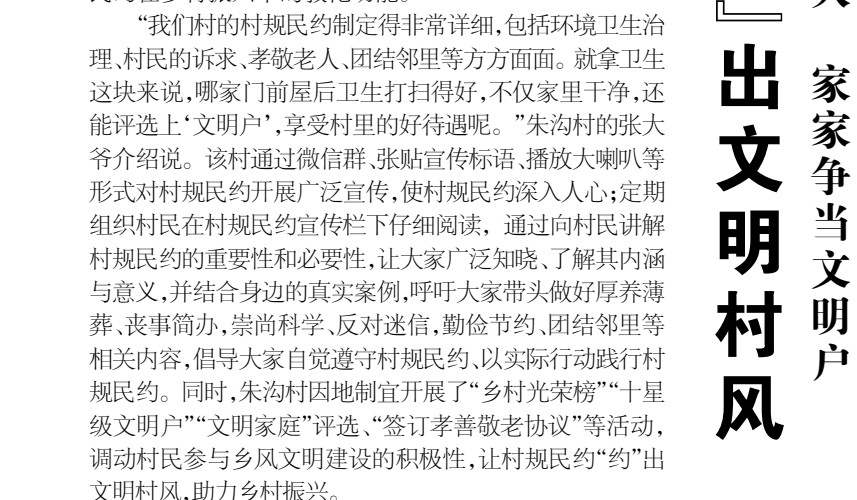 “我们村的村规民约制定得非常详细，包括环境卫生治
理、村民的诉求、孝敬老人、团结邻里等方方面面。就拿卫生
这块来说，哪家门前屋后卫生打扫得好，不仅家里干净，还
能评选上‘文明户’，享受村里的好待遇呢。”朱沟村的张大
爷介绍说。该村通过微信群、张贴宣传标语、播放大喇叭等
形式对村规民约开展广泛宣传，使村规民约深入人心；定期
组织村民在村规民约宣传栏下仔细阅读，通过向村民讲解
村规民约的重要性和必要性，让大家广泛知晓、了解其内涵
与意义，并结合身边的真实案例，呼吁大家带头做好厚养薄
葬、丧事简办，崇尚科学、反对迷信，勤俭节约、团结邻里等
相关内容，倡导大家自觉遵守村规民约、以实际行动践行村
规民约。同时，朱沟村因地制宜开展了“乡村光荣榜”“十星
级文明户”“文明家庭”评选、“签订孝善敬老协议”等活动，
调动村民参与乡风文明建设的积极性，让村规民约“约”出
文明村风，助力乡村振兴。
』出文明村风
家家争当文明户